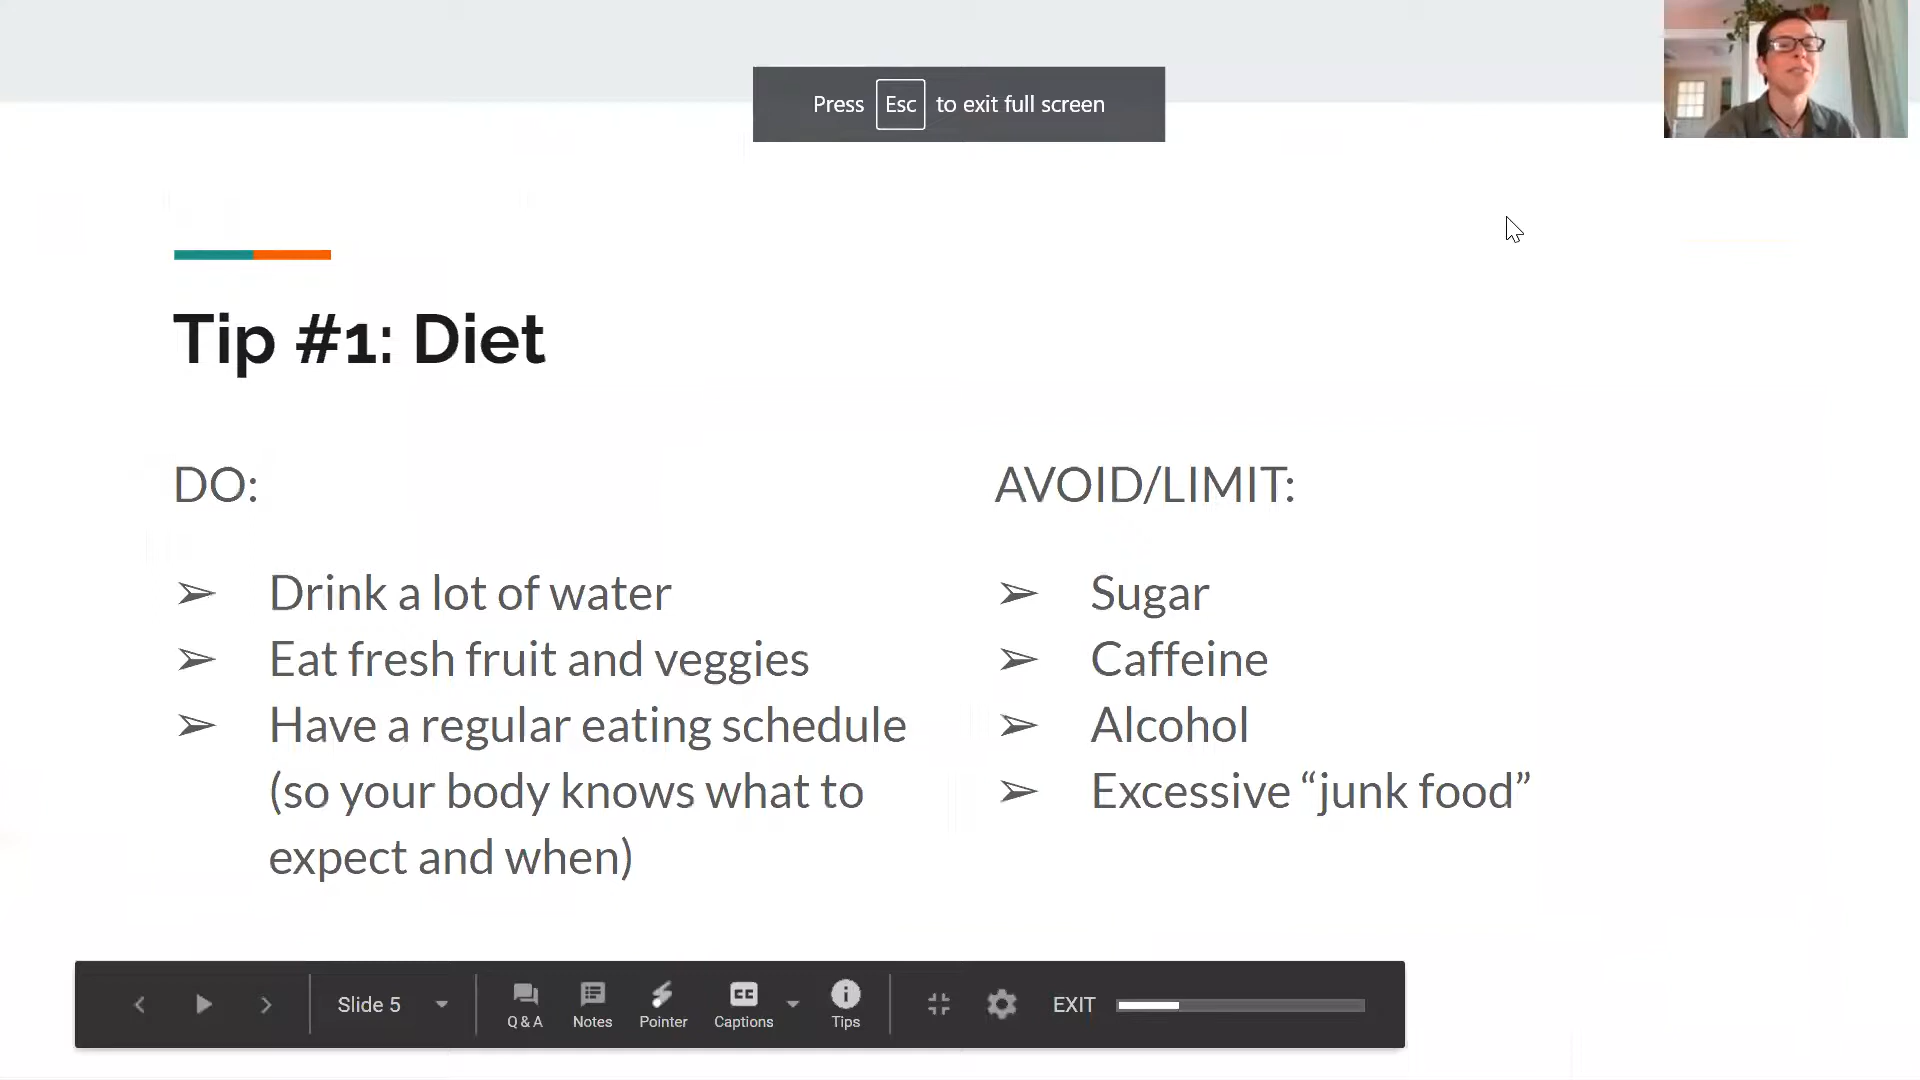 Press Esc to exit full screen
Tip #1: Diet
DO:
➢ Drink a lot of water
➢ Eat fresh fruit and veggies
➢ Have a regular eating schedule
(so your body knows what to
expect and when)
AVOID/LIMIT:
➢ Sugar
➢ Caffeine
➢ Alcohol
➢ Excessive “junk food”
Slide 5
Q & A
Notes
Pointer
CC
Captions
Tips
EXIT